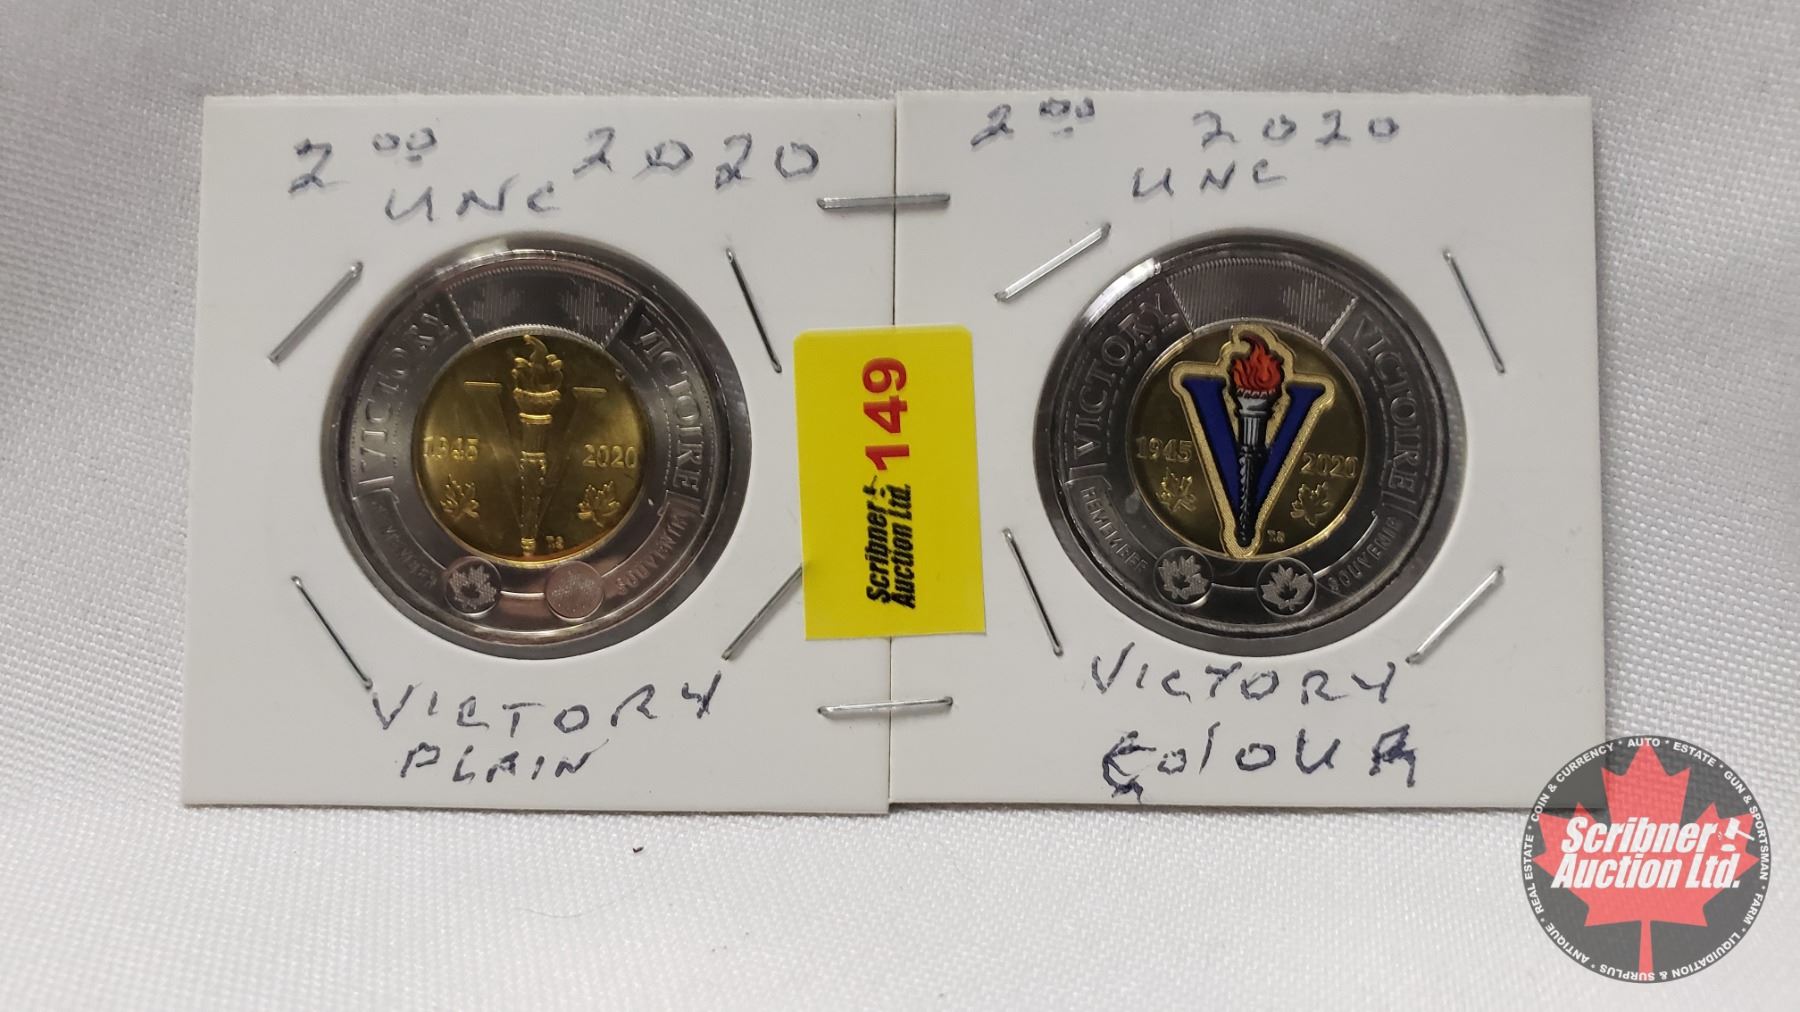 2 00 2020
UNC
VICTORY
VICTOIRE
1945
2020
T.S
SOUVENIR
VICTORY
PLAIN
149
Scribner
Auction Ltd.
2 00 2020
UNC
VICTORY
VICTOIRE
1945
2020
T.S
REMEMBER
SOUVENIR
VICTORY
COloUR
REAL ESTATE * COIN & CURRENCY * AUTO * ESTATE * GUN & SPORTSMAN * FARM * LIQUIDATION & SURPLUS * ANTIQUE *
Scribner
Auction Ltd.